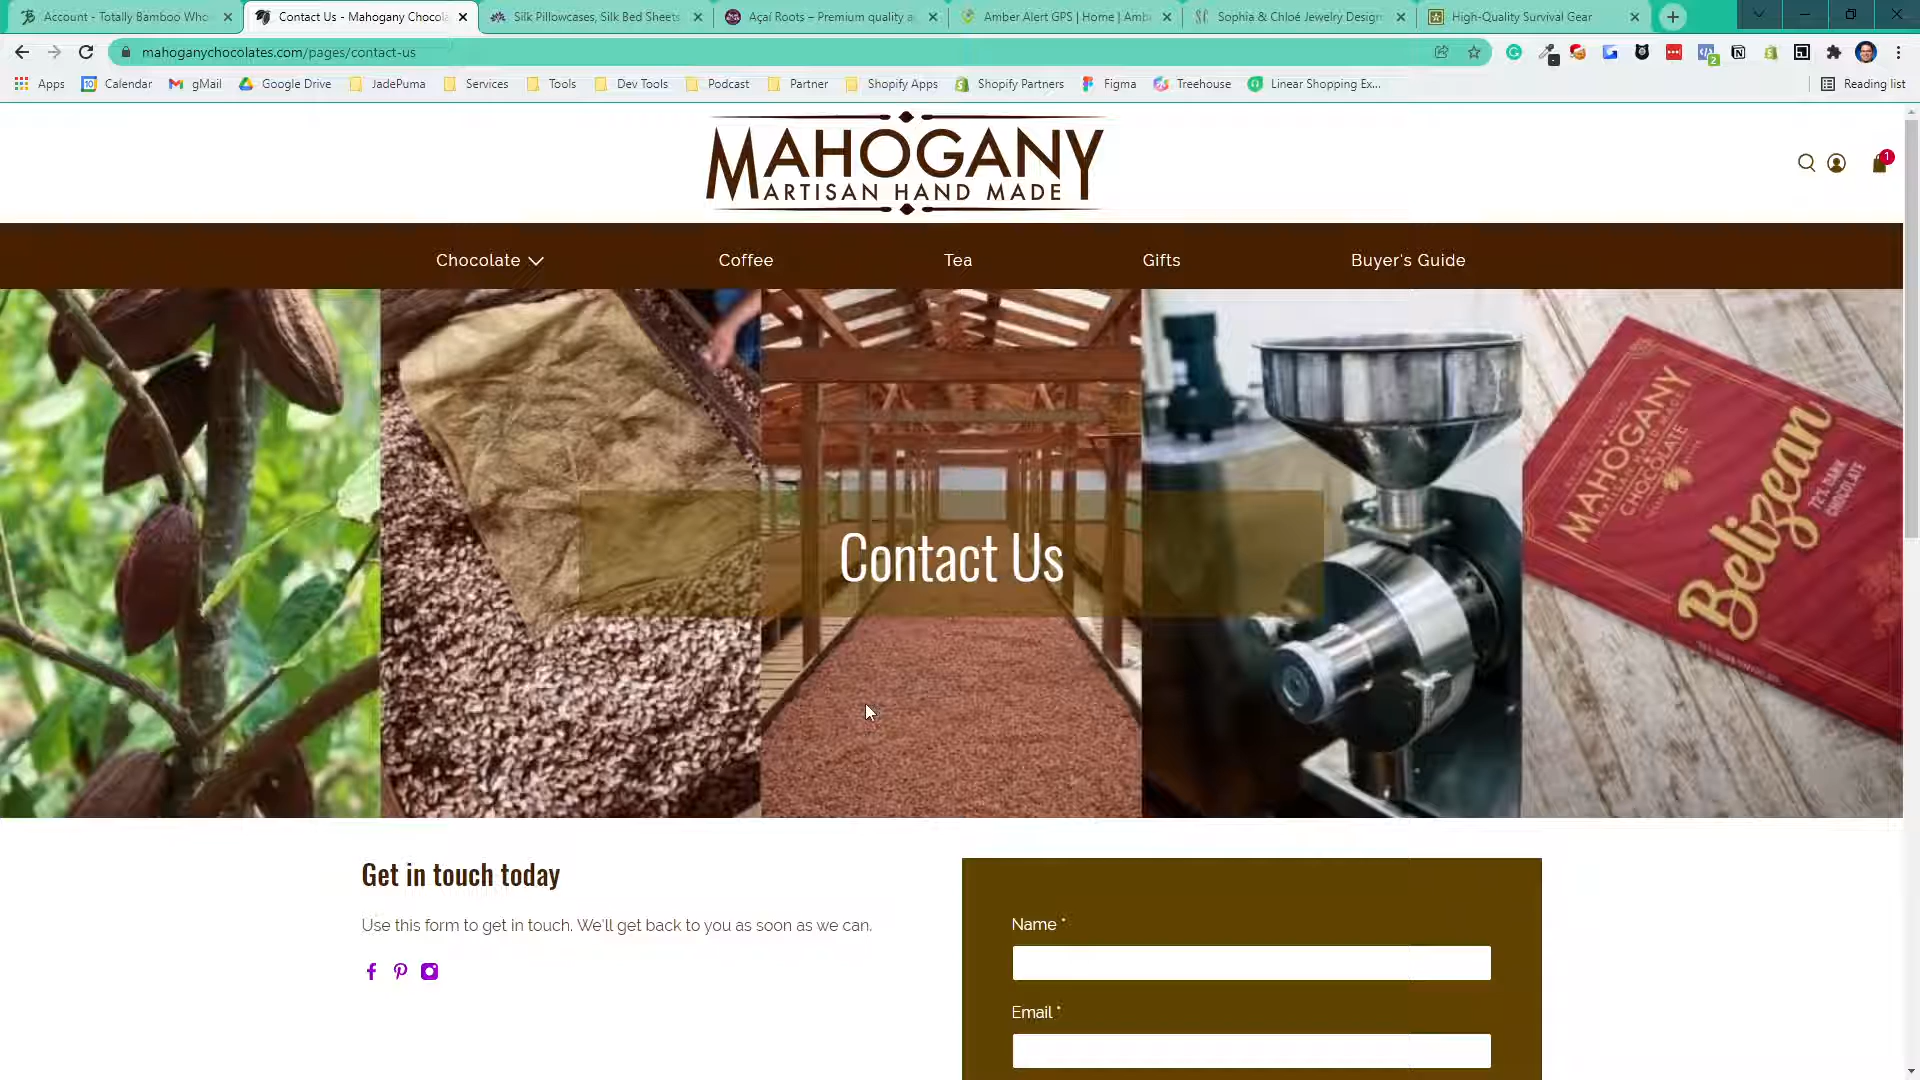 Account - Totally Bamboo Who
Contact Us - Mahogany Chocola
Silk Pillowcases, Silk Bed Sheets
Açaí Roots – Premium quality a
Amber Alert GPS | Home | Amb
Sophia & Chloé Jewelry Design
High-Quality Survival Gear
mahoganychocolates.com/pages/contact-us
2
Apps
Calendar
gMail
Google Drive
JadePuma
Services
Tools
Dev Tools
Podcast
Partner
Shopify Apps
Shopify Partners
Figma
Treehouse
Linear Shopping Ex...
Reading list
MAHOGANY
ARTISAN HAND MADE
1
Chocolate
Coffee
Tea
Gifts
Buyer's Guide
MAHOGANY
CHOCOLATE
Belizean
72% DARK
CHOCOLATE
Contact Us
Get in touch today
Use this form to get in touch. We'll get back to you as soon as we can.
Name *
Email *